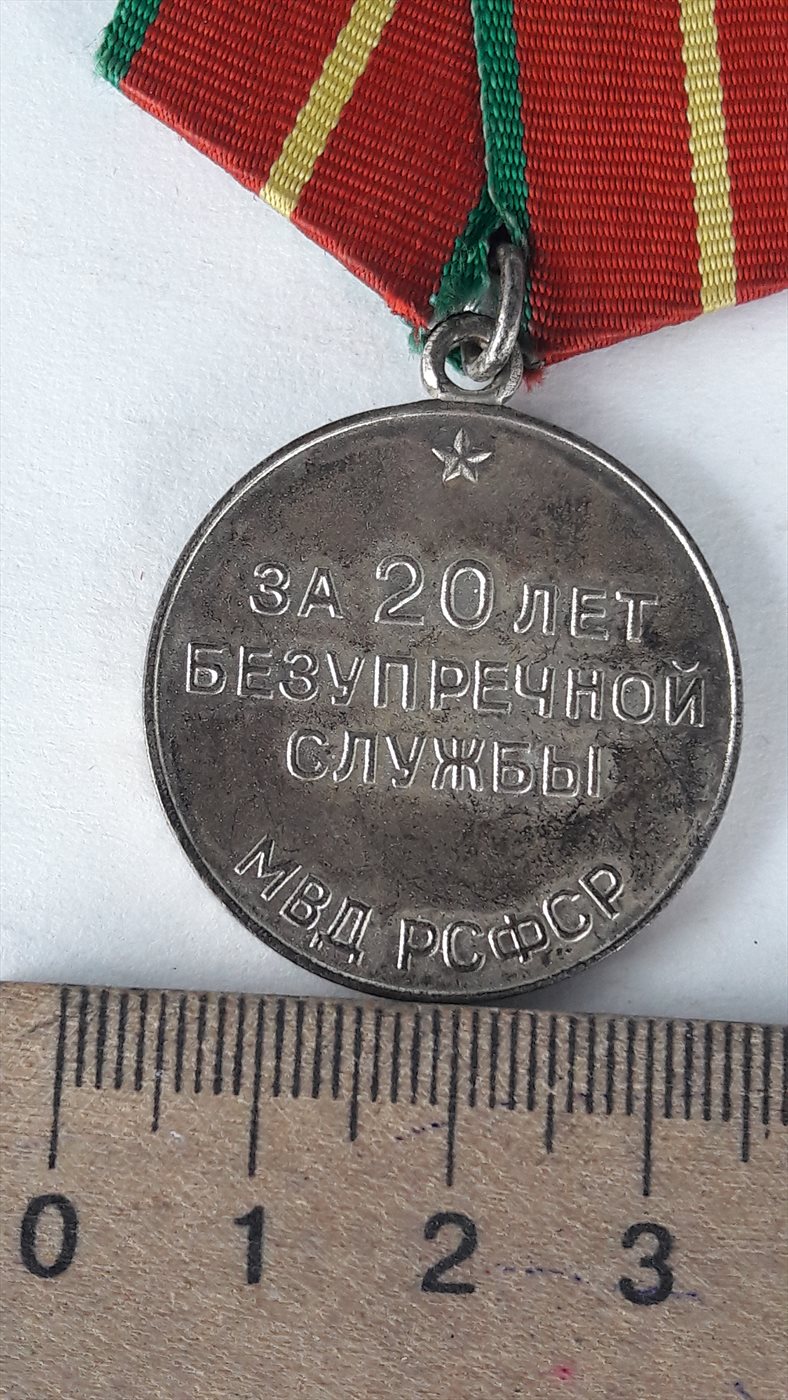 ЗА 20 ЛЕТ
БЕЗУПРЕЧНОЙ
СЛУЖБЫ
МВД РСФСР
0 1 2 3